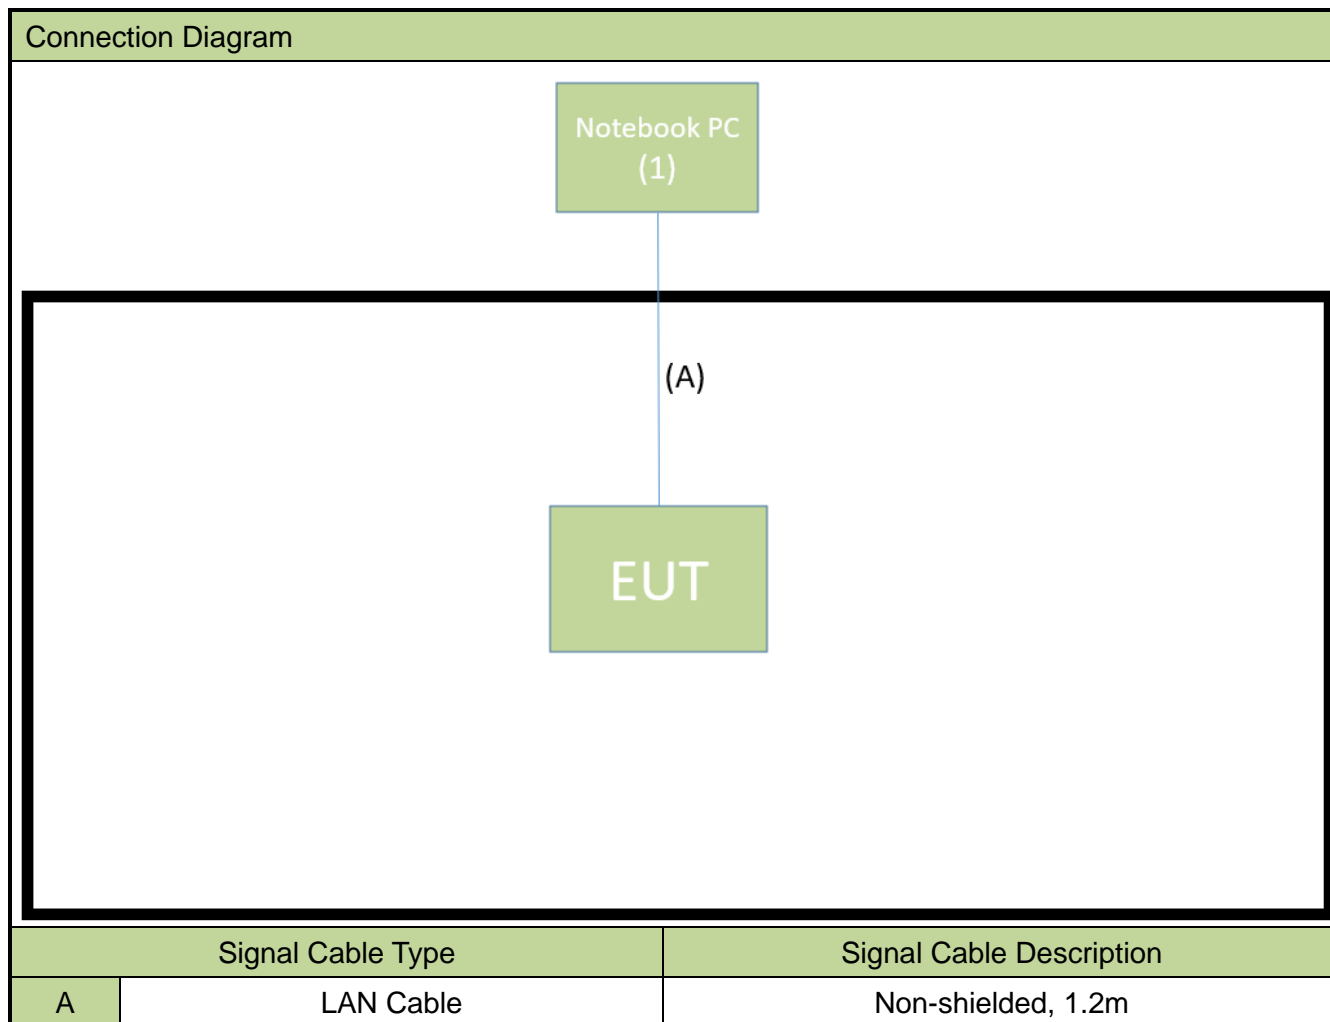 Connection Diagram
Notebook PC
(1)
(A)
EUT
Signal Cable Type Signal Cable Description
A LAN Cable Non-shielded, 1.2m